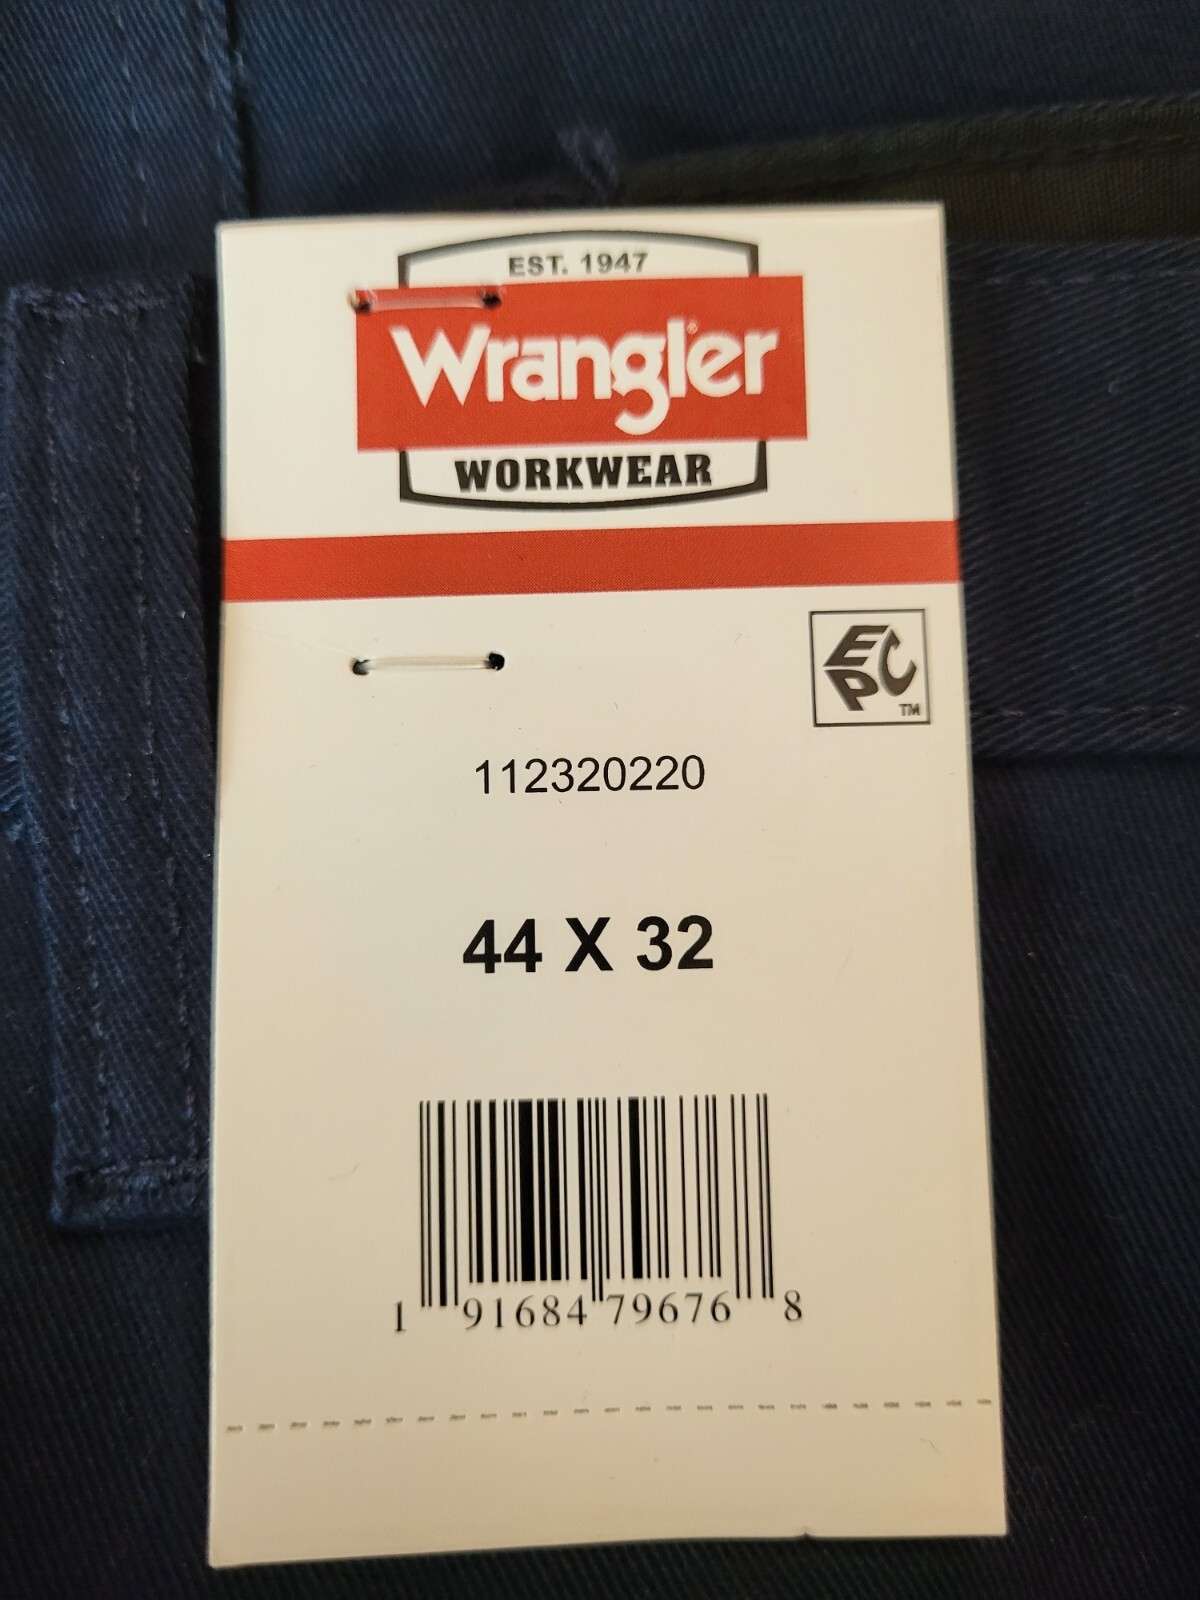 EST. 1947
Wrangler®
WORKWEAR
EPC
TM
112320220
44 X 32
1 91684 79676 8